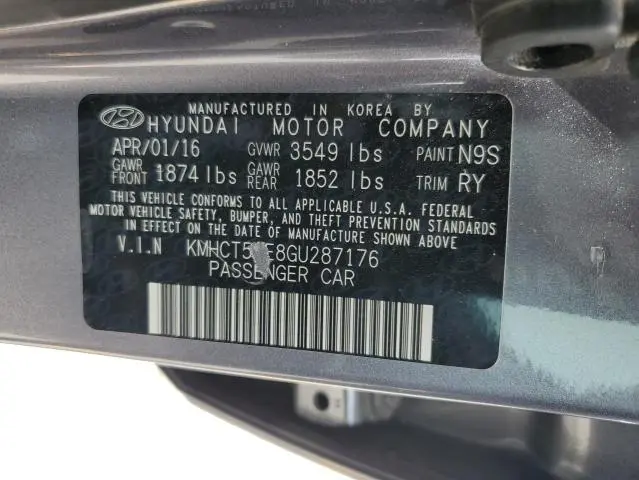 MANUFACTURED IN KOREA BY
HYUNDAI MOTOR COMPANY
APR/01/16 GVWR 3549 lbs PAINT N9S
GAWR FRONT 1874 lbs GAWR REAR 1852 lbs TRIM RY
THIS VEHICLE CONFORMS TO ALL APPLICABLE U.S.A. FEDERAL
MOTOR VEHICLE SAFETY, BUMPER, AND THEFT PREVENTION STANDARDS
IN EFFECT ON THE DATE OF MANUFACTURE SHOWN ABOVE.
V.I.N
PASSENGER CAR